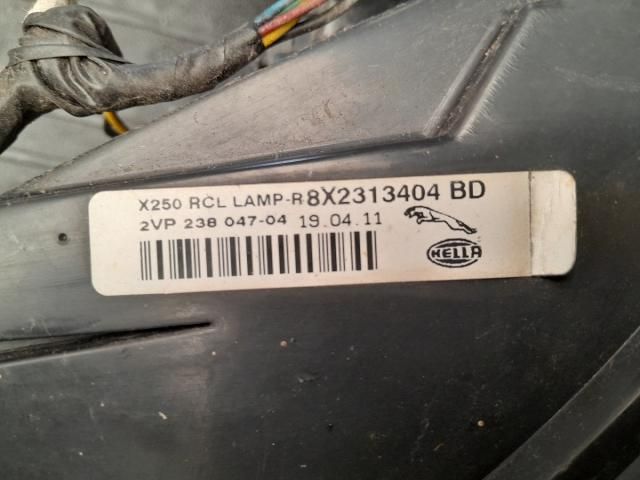 X250 RCL LAMP-R 8X2313404 BD
2VP 238 047-04 19.04.11
HELLA